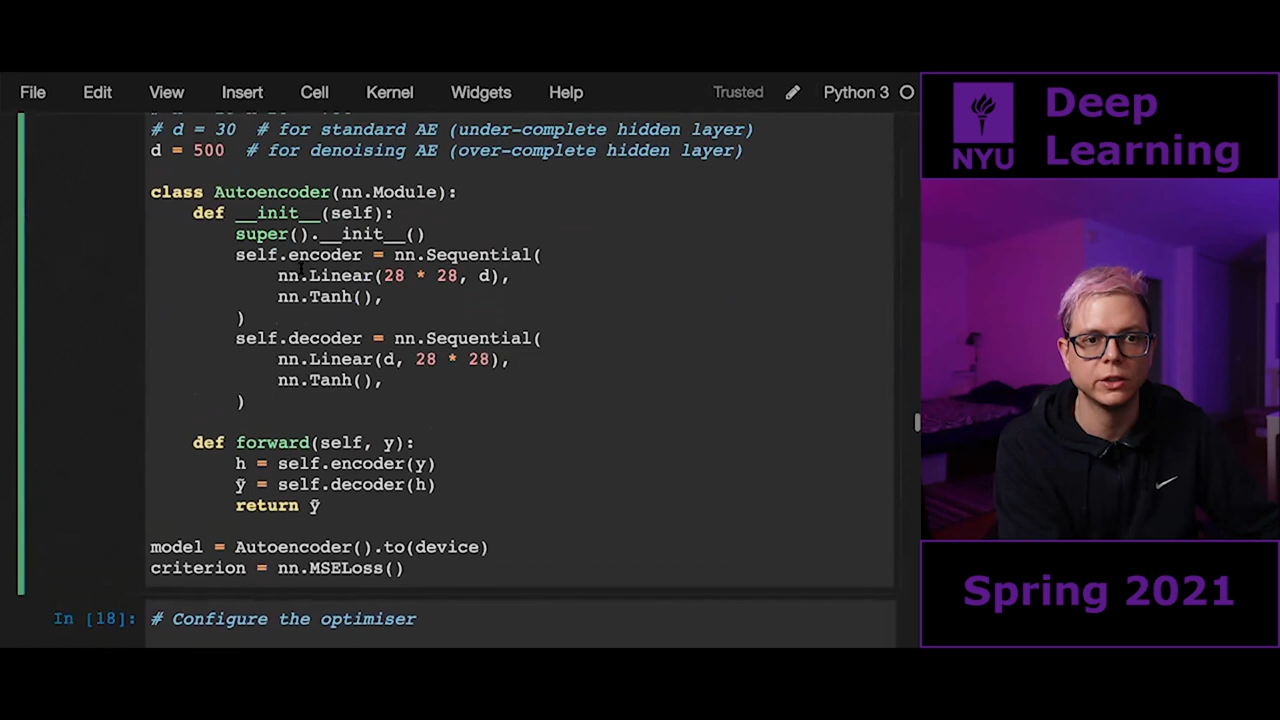 File Edit View Insert Cell Kernel Widgets Help Trusted Python 3
# d = 30  # for standard AE (under-complete hidden layer)
d = 500  # for denoising AE (over-complete hidden layer)
class Autoencoder(nn.Module):
    def __init__(self):
        super().__init__()
        self.encoder = nn.Sequential(
            nn.Linear(28 * 28, d),
            nn.Tanh(),
        )
        self.decoder = nn.Sequential(
            nn.Linear(d, 28 * 28),
            nn.Tanh(),
        )
    def forward(self, y):
        h = self.encoder(y)
        ỹ = self.decoder(h)
        return ỹ
model = Autoencoder().to(device)
criterion = nn.MSELoss()
In [18]: # Configure the optimiser
NYU
Deep
Learning
Spring 2021